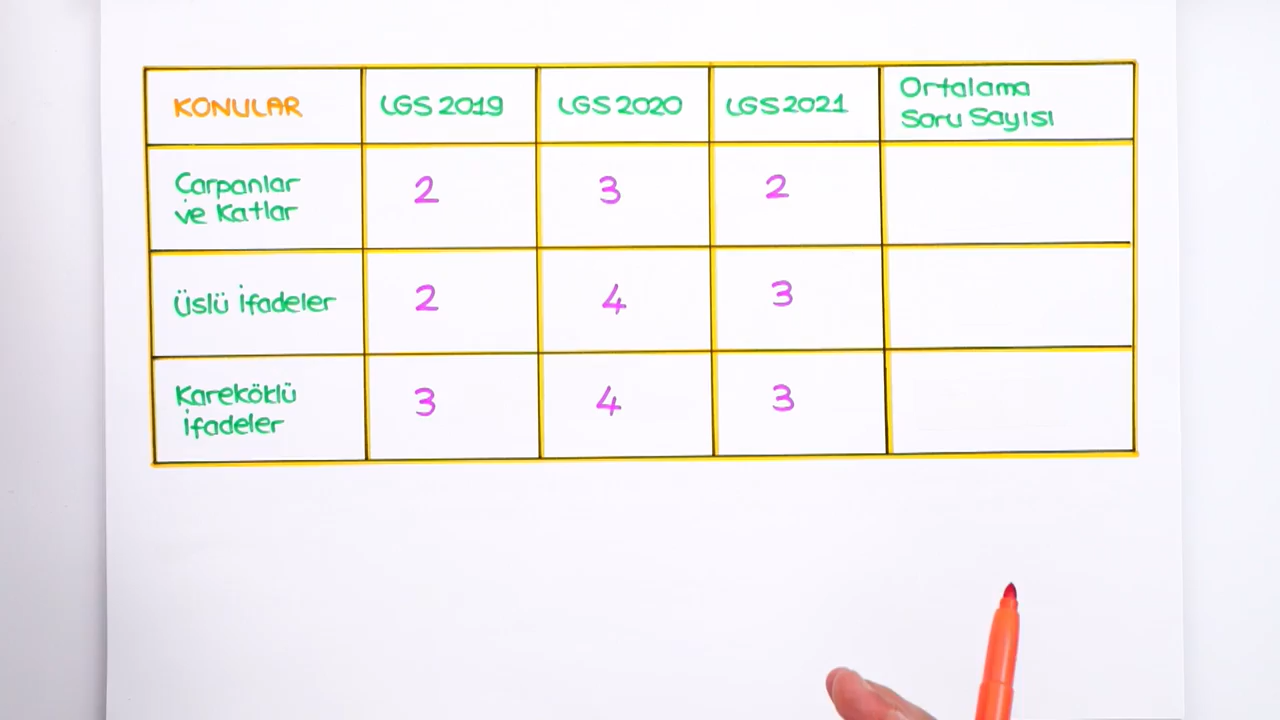 KONULAR
LGS 2019
LGS 2020
LGS 2021
Ortalama
Soru Sayısı
Çarpanlar
ve Katlar
2
3
2
Üslü İfadeler
2
4
3
Kareköklü
İfadeler
3
4
3